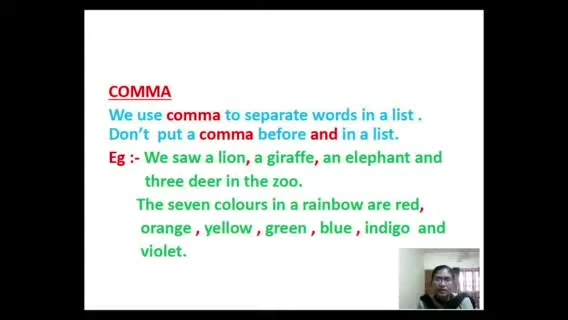 COMMA
We use comma to separate words in a list .
Don't put a comma before and in a list.
Eg :- We saw a lion, a giraffe, an elephant and
three deer in the zoo.
The seven colours in a rainbow are red,
orange , yellow , green , blue , indigo and
violet.